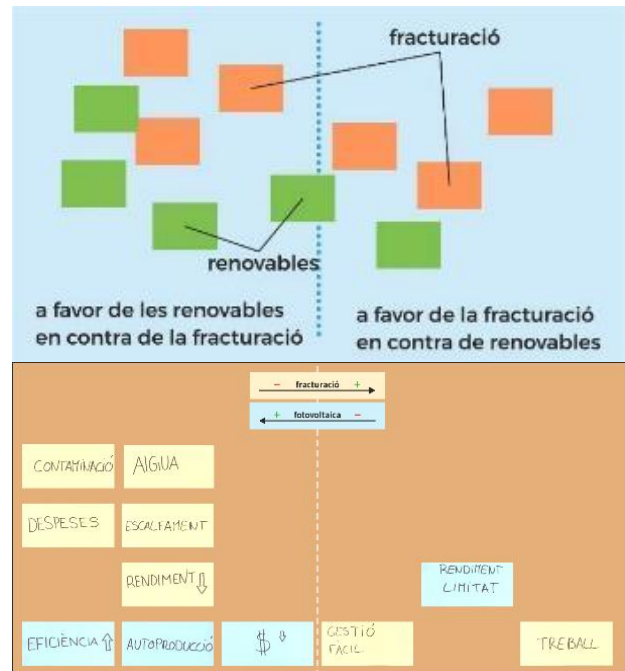 fracturació
renovables
a favor de les renovables
en contra de la fracturació
a favor de la fracturació
en contra de renovables
− fracturació +
+ fotovoltaica −
CONTAMINACIÓ
AIGUA
DESPESES
ESCALFAMENT
RENDIMENT ⇩
RENDIMENT
LIMITAT
EFICIÈNCIA ⇧
AUTOPRODUCCIÓ
$ ⇩
GESTIÓ
FÀCIL
TREBALL